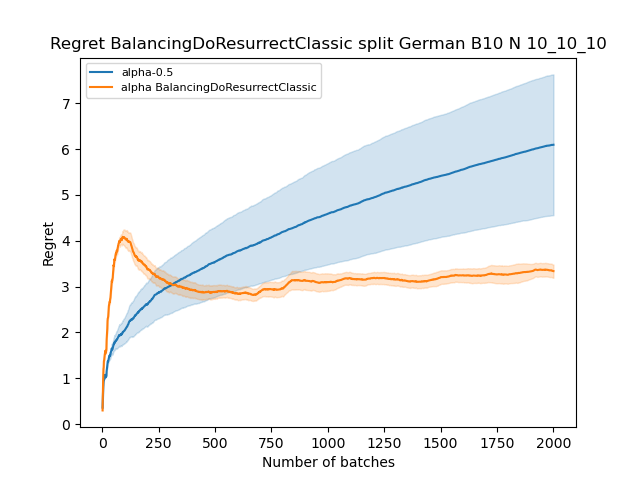 Regret BalancingDoResurrectClassic split German B10 N 10_10_10
alpha-0.5
alpha BalancingDoResurrectClassic
7
6
5
4
3
2
1
0
Regret
0 250 500 750 1000 1250 1500 1750 2000
Number of batches